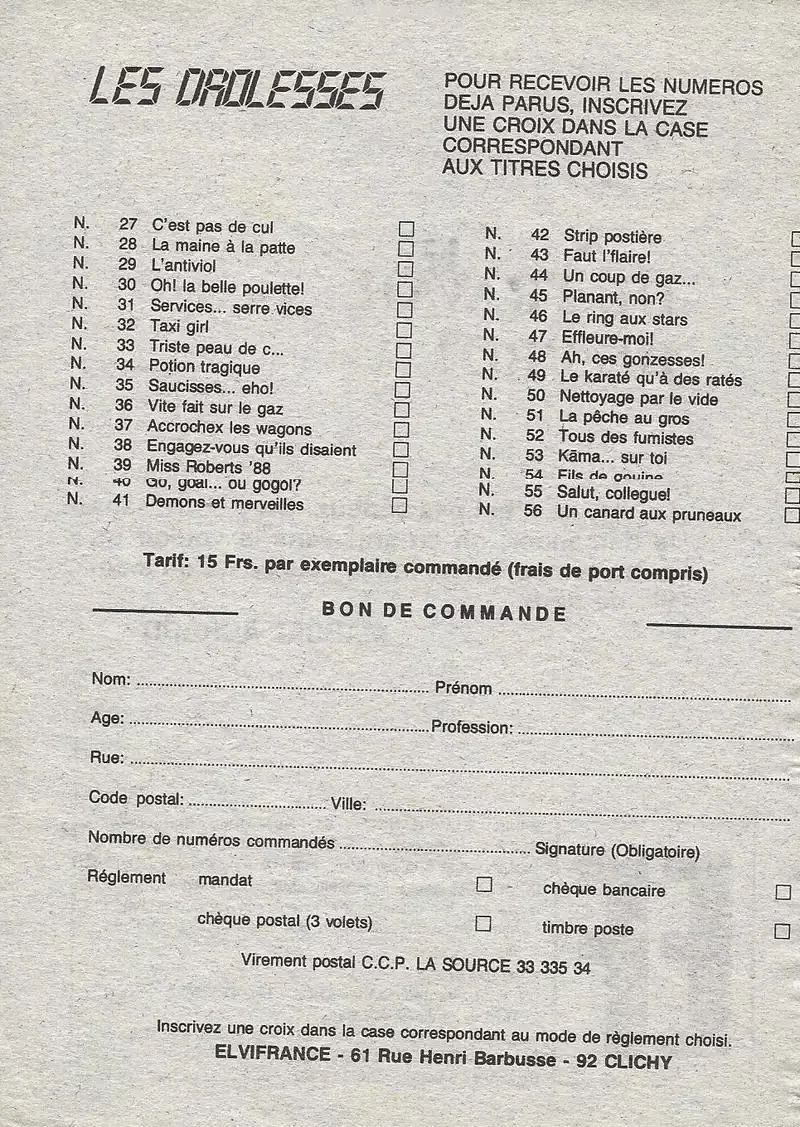 LES DROLESSES
POUR RECEVOIR LES NUMEROS
DEJA PARUS, INSCRIVEZ
UNE CROIX DANS LA CASE
CORRESPONDANT
AUX TITRES CHOISIS
N. 27 C'est pas de cul
N. 28 La maine à la patte
N. 29 L'antiviol
N. 30 Oh! la belle poulette!
N. 31 Services... serre vices
N. 32 Taxi girl
N. 33 Triste peau de c...
N. 34 Potion tragique
N. 35 Saucisses... eho!
N. 36 Vite fait sur le gaz
N. 37 Accrochex les wagons
N. 38 Engagez-vous qu'ils disaient
N. 39 Miss Roberts '88
N. 40 Go, goal... ou gogol?
N. 41 Demons et merveilles
N. 42 Strip postière
N. 43 Faut l'flaire!
N. 44 Un coup de gaz...
N. 45 Planant, non?
N. 46 Le ring aux stars
N. 47 Effleure-moi!
N. 48 Ah, ces gonzesses!
N. 49 Le karaté qu'à des ratés
N. 50 Nettoyage par le vide
N. 51 La pêche au gros
N. 52 Tous des fumistes
N. 53 Kāma... sur toi
N. 54 Fils de gouine
N. 55 Salut, collegue!
N. 56 Un canard aux pruneaux
Tarif: 15 Frs. par exemplaire commandé (frais de port compris)
BON DE COMMANDE
Nom: Prénom
Age: Profession:
Rue:
Code postal: Ville:
Nombre de numéros commandés Signature (Obligatoire)
Réglement mandat chèque bancaire
chèque postal (3 volets) timbre poste
Virement postal C.C.P. LA SOURCE 33 335 34
Inscrivez une croix dans la case correspondant au mode de règlement choisi.
ELVIFRANCE - 61 Rue Henri Barbusse - 92 CLICHY